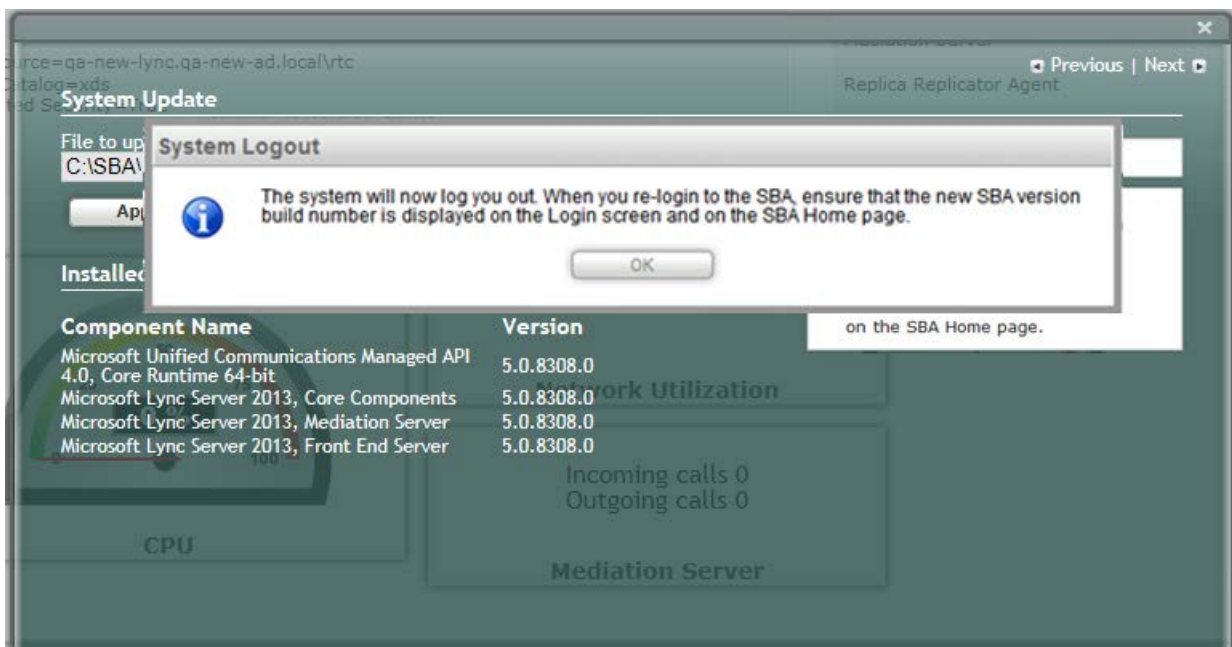 urce=qa-new-lync.qa-new-ad.local\rtc
Previous | Next
Replica Replicator Agent
System Update
File to up
C:\SBA\
System Logout
The system will now log you out. When you re-login to the SBA, ensure that the new SBA version
build number is displayed on the Login screen and on the SBA Home page.
OK
Installed
on the SBA Home page.
Component Name Version
Microsoft Unified Communications Managed API
4.0, Core Runtime 64-bit 5.0.8308.0
Microsoft Lync Server 2013, Core Components 5.0.8308.0
Microsoft Lync Server 2013, Mediation Server 5.0.8308.0
Microsoft Lync Server 2013, Front End Server 5.0.8308.0
Network Utilization
100
Incoming calls 0
Outgoing calls 0
CPU
Mediation Server